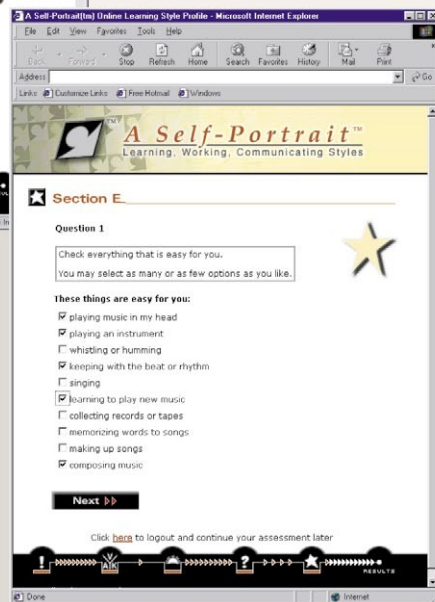 A Self-Portrait[tm] Online Learning Style Profile - Microsoft Internet Explorer
File Edit View Favorites Tools Help
Back Forward Stop Refresh Home Search Favorites History Mail Print
Address Go
Links Customize Links Free Hotmail Windows
A Self-Portrait™
Learning, Working, Communicating Styles
Section E
Question 1
Check everything that is easy for you.
You may select as many or as few options as you like.
These things are easy for you:
playing music in my head
playing an instrument
whistling or humming
keeping with the beat or rhythm
singing
learning to play new music
collecting records or tapes
memorizing words to songs
making up songs
composing music
Next
Click here to logout and continue your assessment later
! ? RESULTS
Done Internet